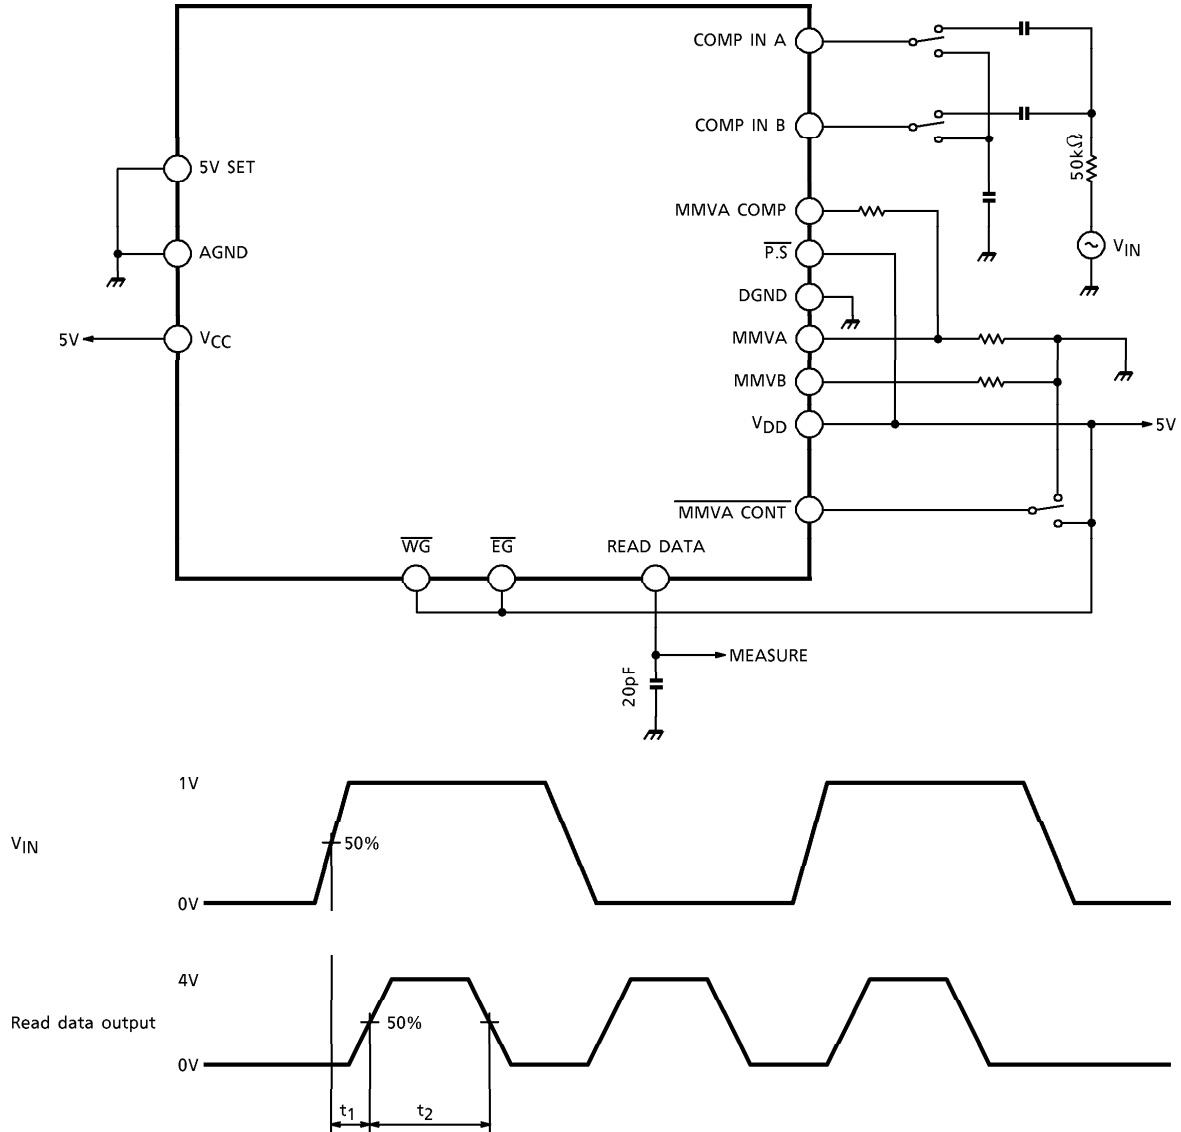 COMP IN A
COMP IN B
50kΩ
5V SET
MMVA COMP
AGND
P.S
VIN
DGND
5V
VCC
MMVA
MMVB
VDD
5V
MMVA CONT
WG
EG
READ DATA
MEASURE
20pF
1V
VIN
50%
0V
4V
Read data output
50%
0V
t1
t2